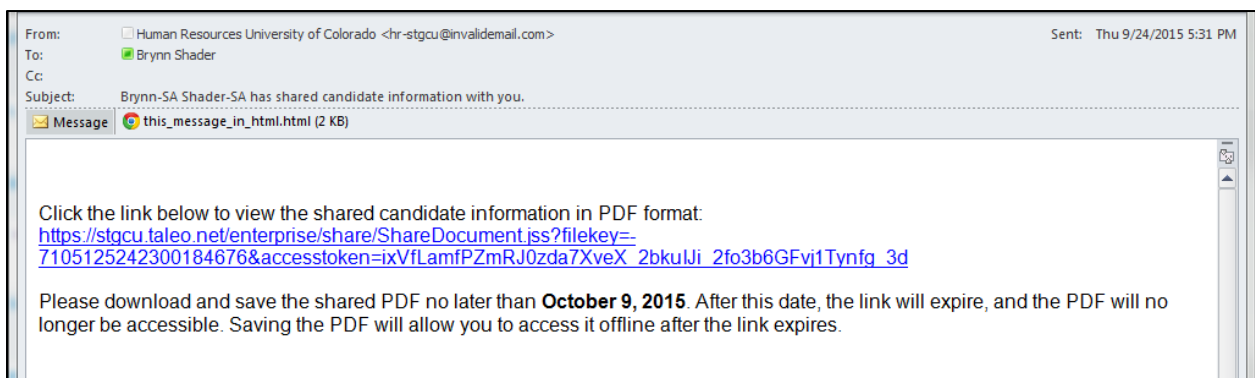 From: Human Resources University of Colorado <hr-stgcu@invalidemail.com> Sent: Thu 9/24/2015 5:31 PM
To: Brynn Shader
Cc:
Subject: Brynn-SA Shader-SA has shared candidate information with you.
Message this_message_in_html.html (2 KB)
Click the link below to view the shared candidate information in PDF format:
https://stgcu.taleo.net/enterprise/share/ShareDocument.jss?filekey=-
7105125242300184676&accesstoken=ixVfLamfPZmRJ0zda7XveX_2bkuIJi_2fo3b6GFvj1Tynfg_3d
Please download and save the shared PDF no later than October 9, 2015. After this date, the link will expire, and the PDF will no
longer be accessible. Saving the PDF will allow you to access it offline after the link expires.